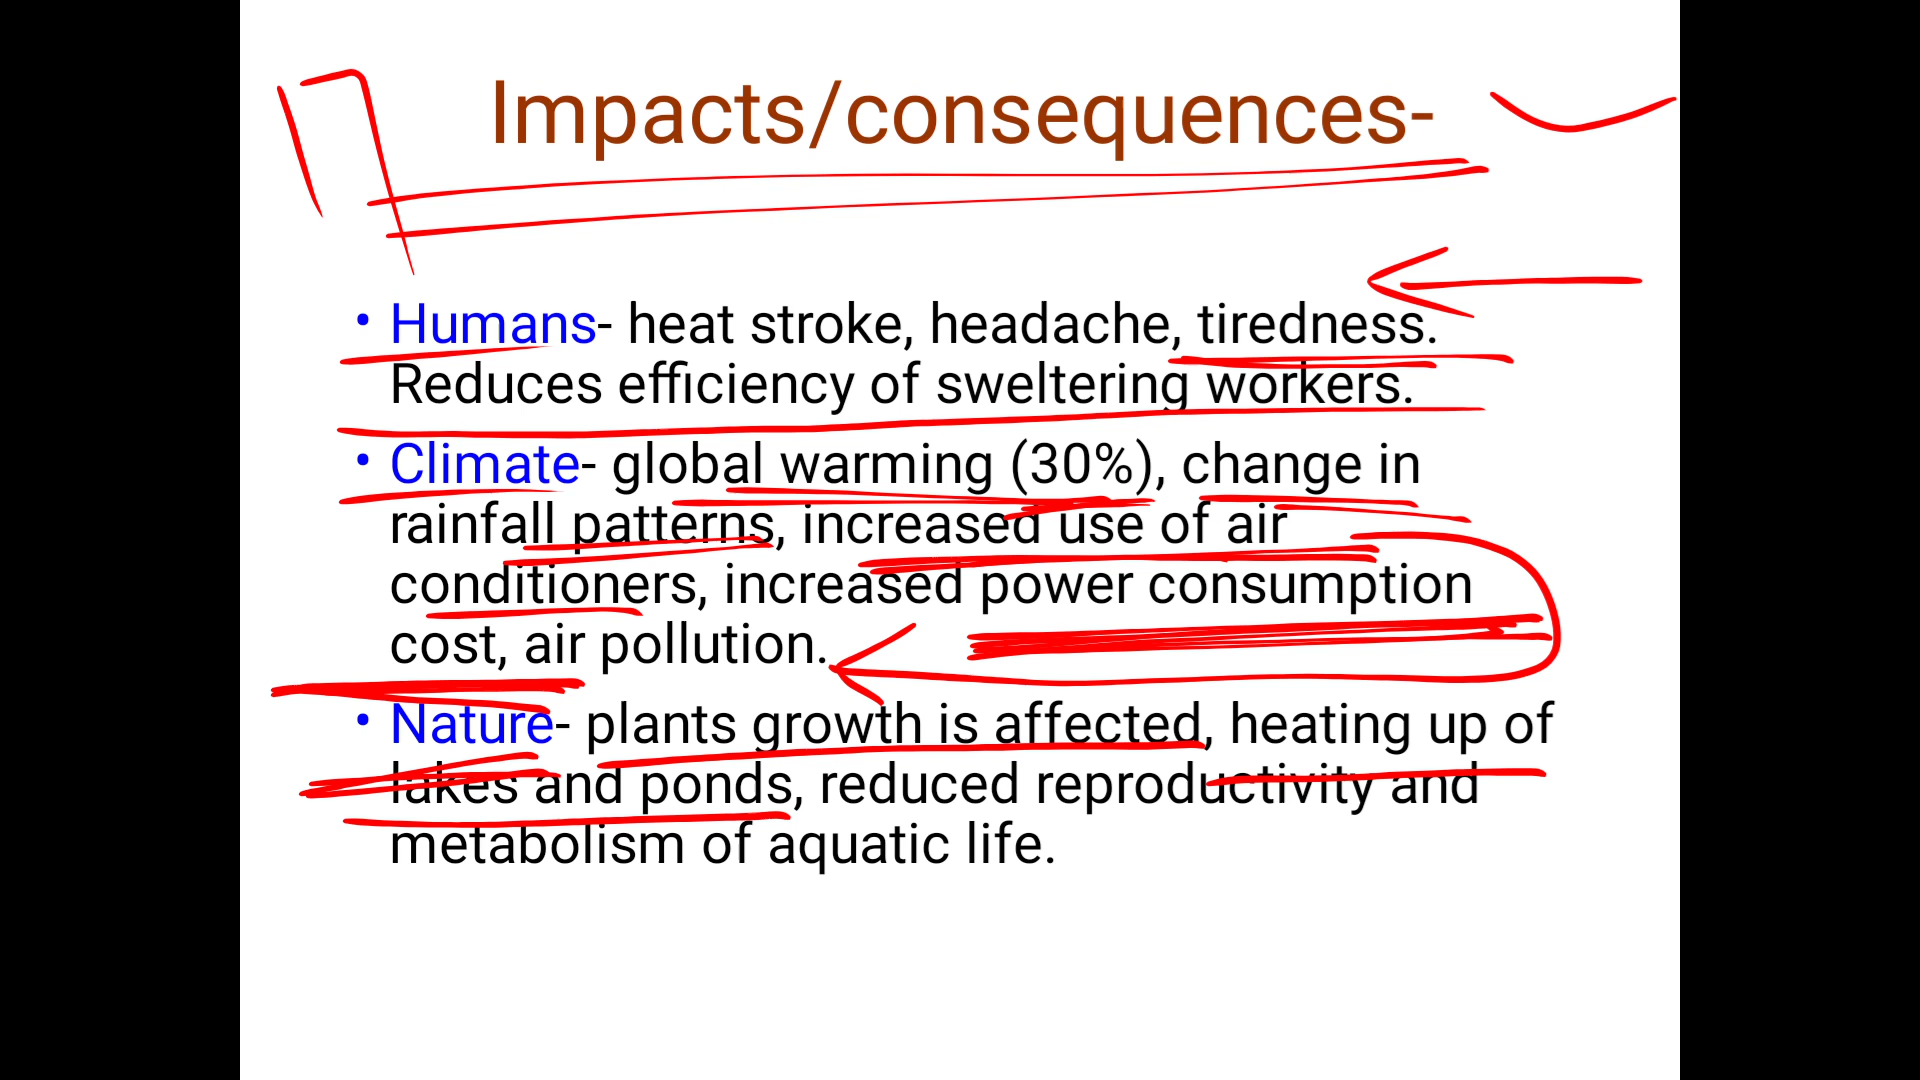 Impacts/consequences-
• Humans- heat stroke, headache, tiredness.
Reduces efficiency of sweltering workers.
• Climate- global warming (30%), change in
rainfall patterns, increased use of air
conditioners, increased power consumption
cost, air pollution.
• Nature- plants growth is affected, heating up of
lakes and ponds, reduced reproductivity and
metabolism of aquatic life.